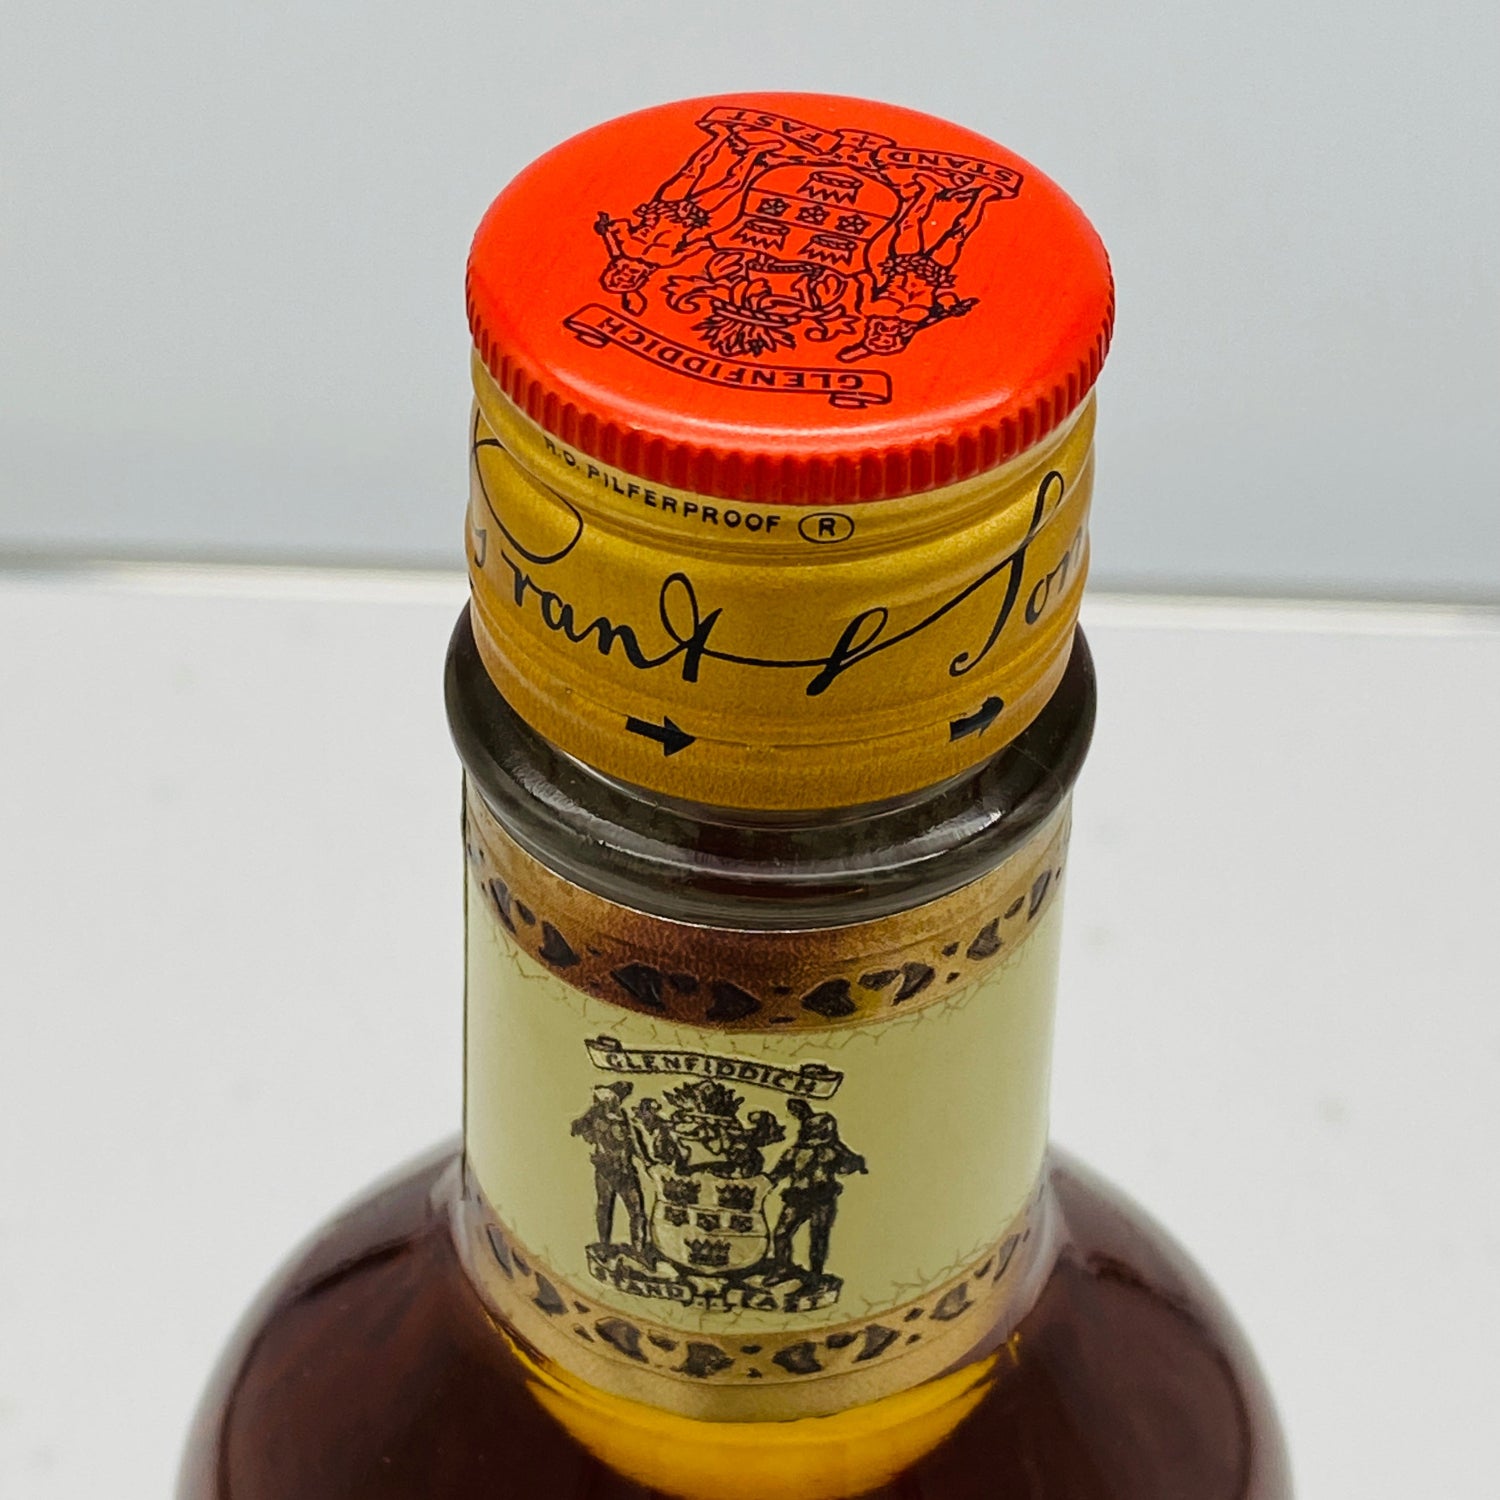 STAND FAST
GLENFIDDICH
R.O. PILFERPROOF ®
Grant & Sons
GLENFIDDICH
STAND FAST